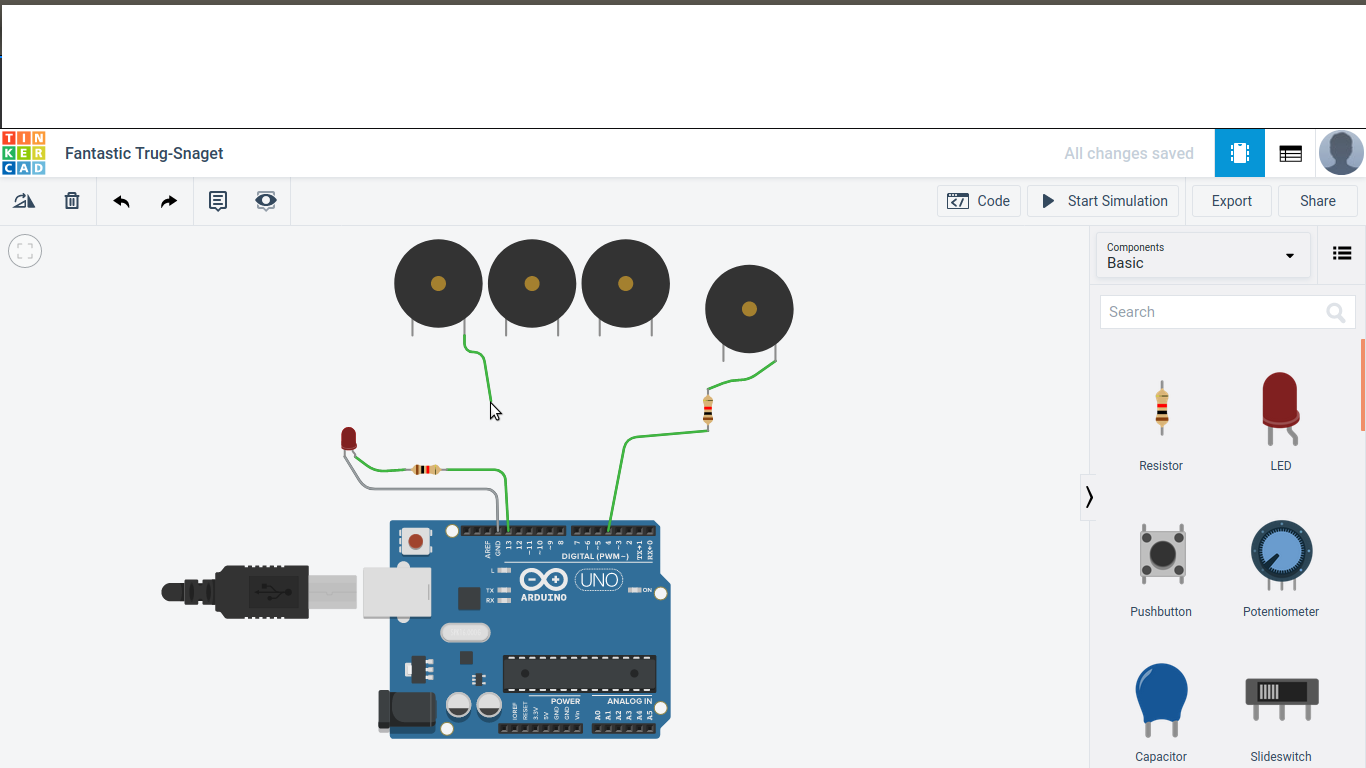 TIN
KER
CAD
Fantastic Trug-Snaget
All changes saved
Code
Start Simulation
Export
Share
Components
Basic
Search
Resistor
LED
Pushbutton
Potentiometer
Capacitor
Slideswitch
AREF
GND
13
12
~11
~10
~9
8
7
~6
~5
4
~3
2
TX→1
RX←0
DIGITAL (PWM~)
L
TX
RX
UNO
ARDUINO
ON
POWER
ANALOG IN
IOREF
RESET
3.3V
5V
GND
GND
Vin
A0
A1
A2
A3
A4
A5